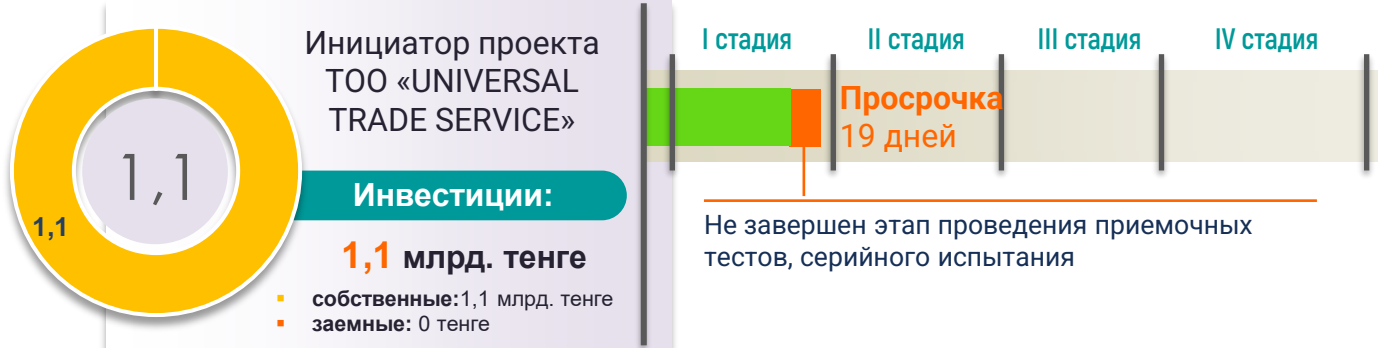 1,1
1,1
Инициатор проекта
ТОО «UNIVERSAL
TRADE SERVICE»
Инвестиции:
1,1 млрд. тенге
собственные:1,1 млрд. тенге
заемные: 0 тенге
I стадия
II стадия
III стадия
IV стадия
Просрочка
19 дней
Не завершен этап проведения приемочных
тестов, серийного испытания